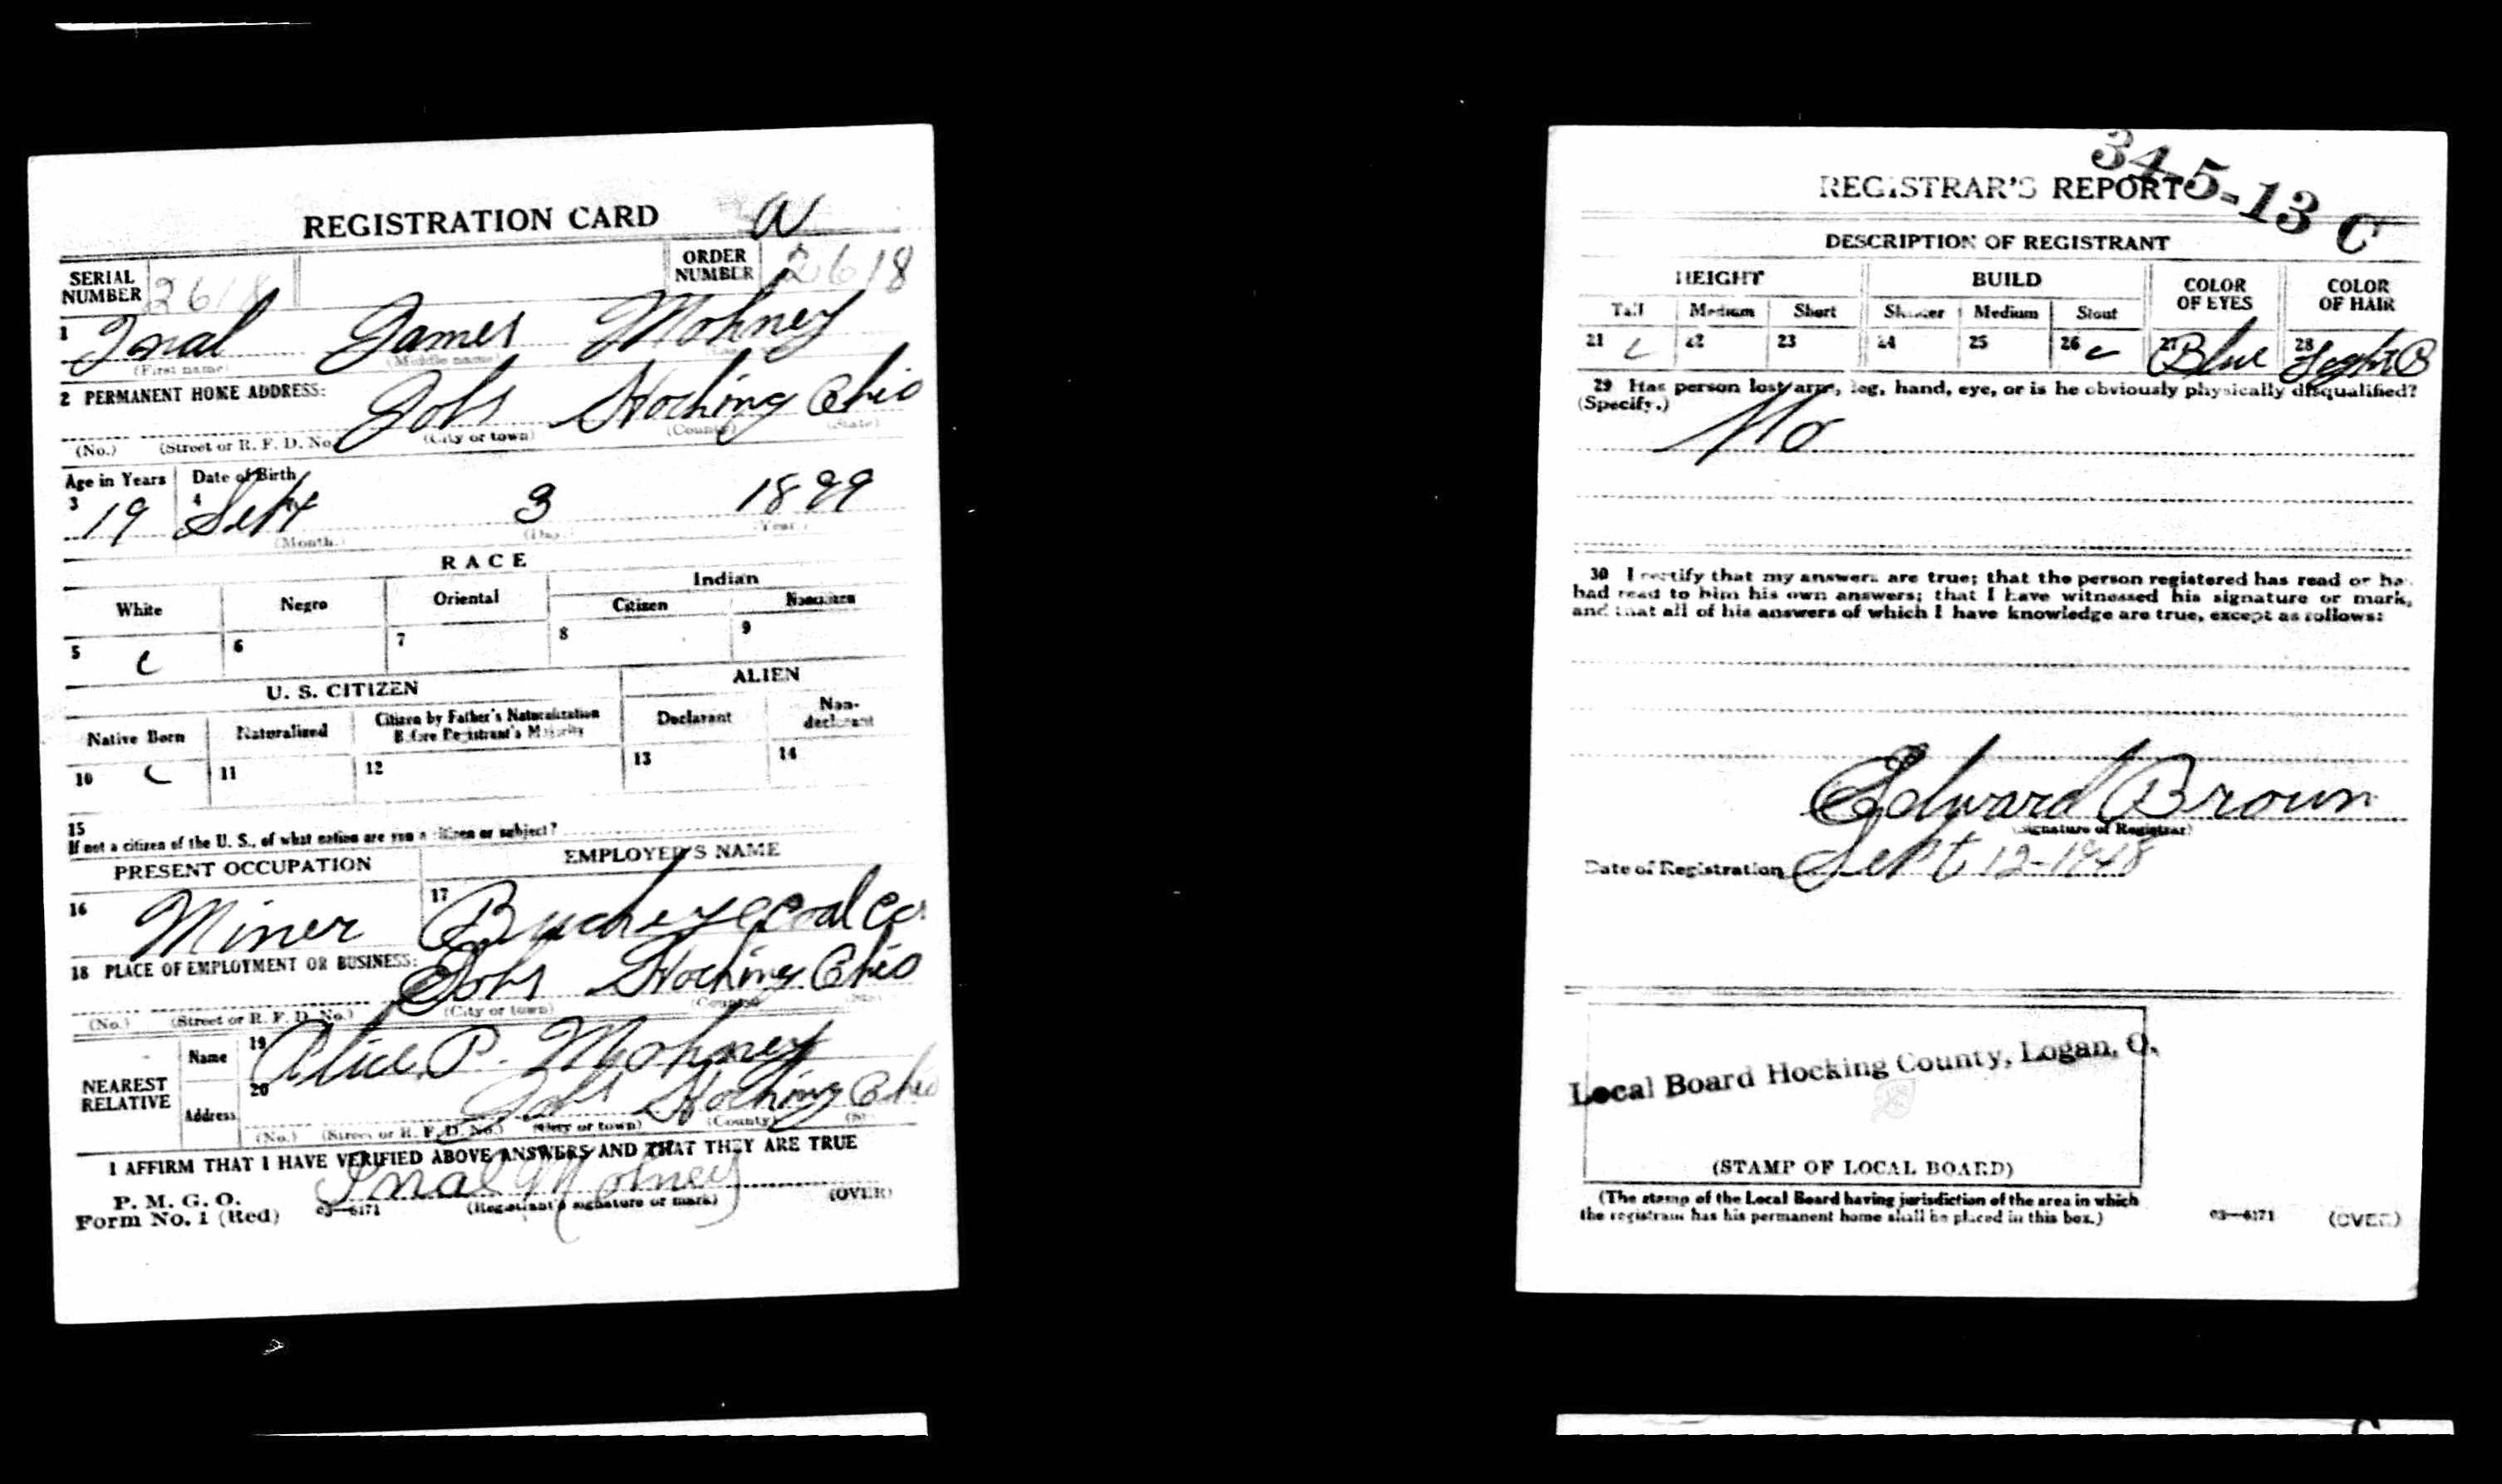 REGISTRATION CARD
SERIAL NUMBER 2618 ORDER NUMBER 2618
1 Inal James Mohney
(First name) (Middle name)
2 PERMANENT HOME ADDRESS: Jobs Hocking Ohio
(No.) (Street or R. F. D. No.) (City or town) (County) (State)
Age in Years Date of Birth
3 19 4 Sept 3 1899
(Month.) (Day.) (Year.)
RACE
White Negro Oriental Indian
Citizen Noncitizen
5 6 7 8 9
U. S. CITIZEN ALIEN
Native Born Naturalized Citizen by Father's Naturalization Before Registrant's Majority Declarant Non-declarant
10 11 12 13 14
15
If not a citizen of the U. S., of what nation are you a citizen or subject?
PRESENT OCCUPATION EMPLOYER'S NAME
16 Miner 17 Buckeye Coal Co.
18 PLACE OF EMPLOYMENT OR BUSINESS: Jobs Hocking Ohio
(No.) (Street or R. F. D. No.) (City or town) (County)
NEAREST RELATIVE Name 19 Alice P. Mohney
Address 20 Jobs Hocking Ohio
(No.) (Street or R. F. D. No.) (City or town) (County)
I AFFIRM THAT I HAVE VERIFIED ABOVE ANSWERS AND THAT THEY ARE TRUE
Inal Mohney
P. M. G. O.
Form No. 1 (Red) 03—6171 (Registrant's signature or mark) (OVER)
34-5-13 C
REGISTRAR'S REPORT
DESCRIPTION OF REGISTRANT
HEIGHT BUILD COLOR OF EYES COLOR OF HAIR
Tall Medium Short Slender Medium Stout
21 22 23 24 25 26 27 Blue 28 Light B
29 Has person lost arm, leg, hand, eye, or is he obviously physically disqualified?
(Specify.)
No
30 I certify that my answers are true; that the person registered has read or has
had read to him his own answers; that I have witnessed his signature or mark,
and that all of his answers of which I have knowledge are true, except as follows:
Edward Brown
(Signature of Registrar)
Date of Registration Sept 12-1918
Local Board Hocking County, Logan, O.
(STAMP OF LOCAL BOARD)
(The stamp of the Local Board having jurisdiction of the area in which
the registrant has his permanent home shall be placed in this box.)
03—6171 (OVER)